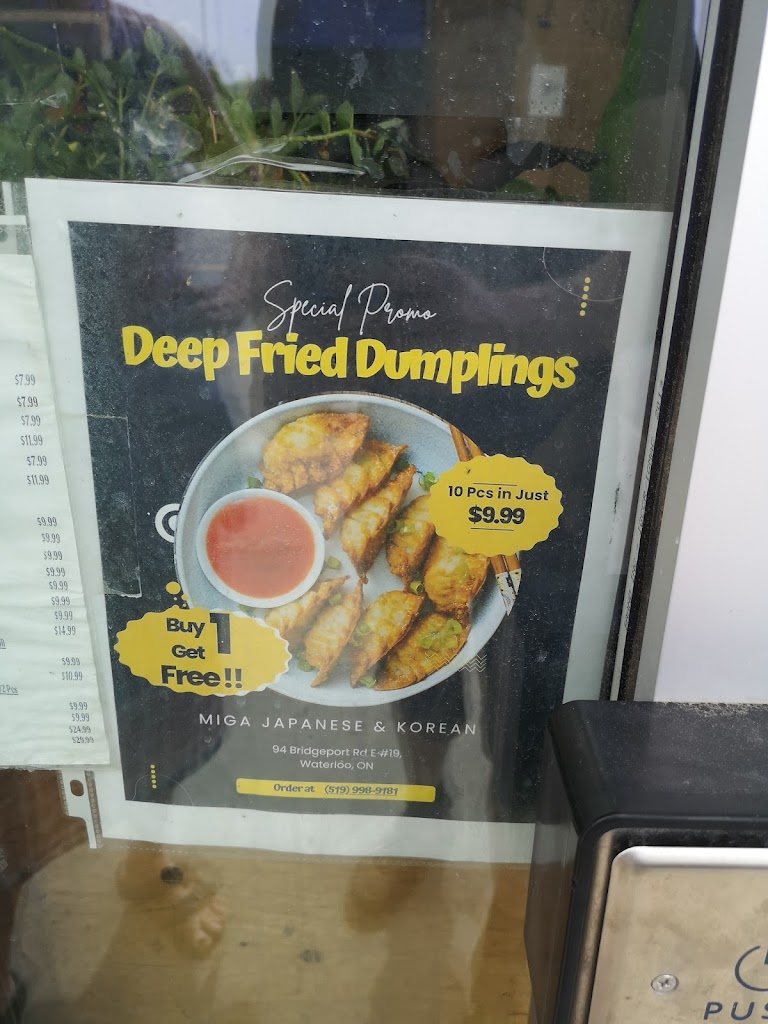 Special Promo
Deep Fried Dumplings
10 Pcs in Just
$9.99
Buy 1
Get
Free!!
MIGA JAPANESE & KOREAN
94 Bridgeport Rd E #19,
Waterloo, ON
Order at (519) 998-9181
$7.99
$7.99
$7.99
$11.99
$7.99
$11.99
$9.99
$9.99
$9.99
$9.99
$9.99
$9.99
$9.99
$14.99
$9.99
$10.99
/2 Pcs
$9.99
$9.99
$24.99
$29.99
PUS